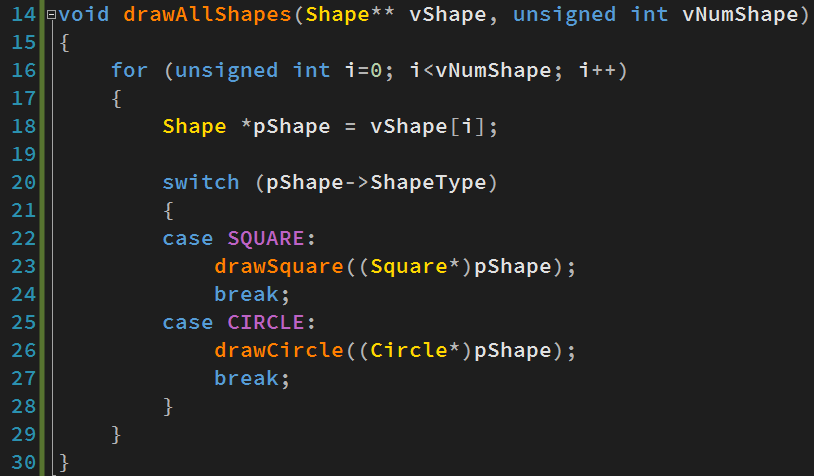 14 void drawAllShapes(Shape** vShape, unsigned int vNumShape)
15 {
16     for (unsigned int i=0; i<vNumShape; i++)
17     {
18         Shape *pShape = vShape[i];
19
20         switch (pShape->ShapeType)
21         {
22         case SQUARE:
23             drawSquare((Square*)pShape);
24             break;
25         case CIRCLE:
26             drawCircle((Circle*)pShape);
27             break;
28         }
29     }
30 }